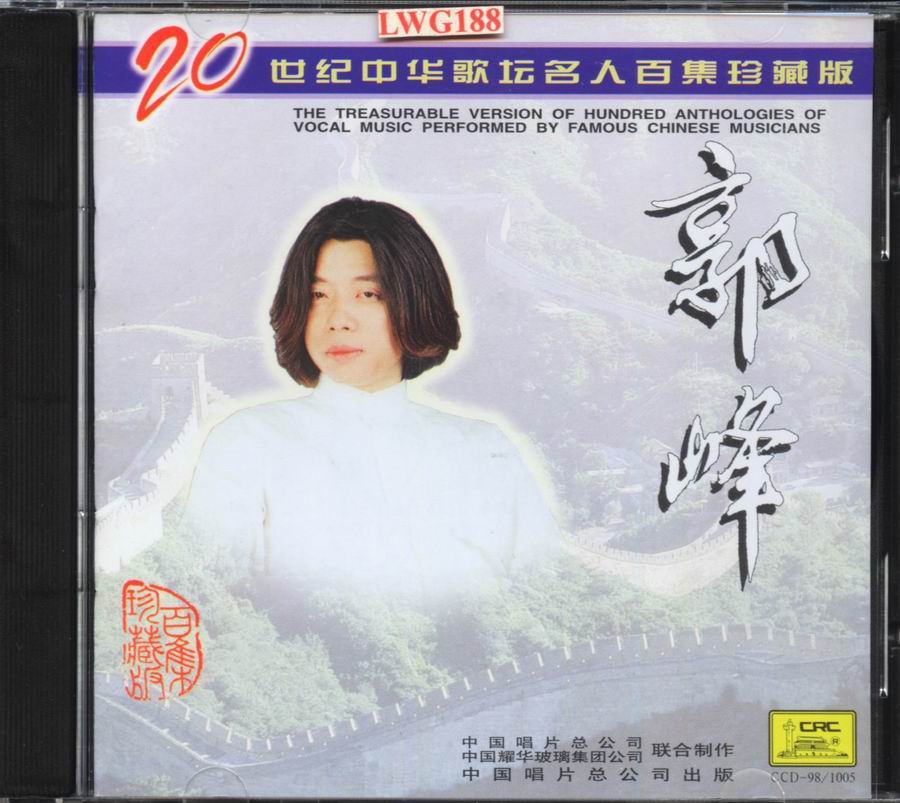 LWG188
20世纪中华歌坛名人百集珍藏版
THE TREASURABLE VERSION OF HUNDRED ANTHOLOGIES OF
VOCAL MUSIC PERFORMED BY FAMOUS CHINESE MUSICIANS
郭峰
百集
珍藏版
中国唱片总公司
中国耀华玻璃集团公司
联合制作
中国唱片总公司出版
CRC
®
CCD-98/1005